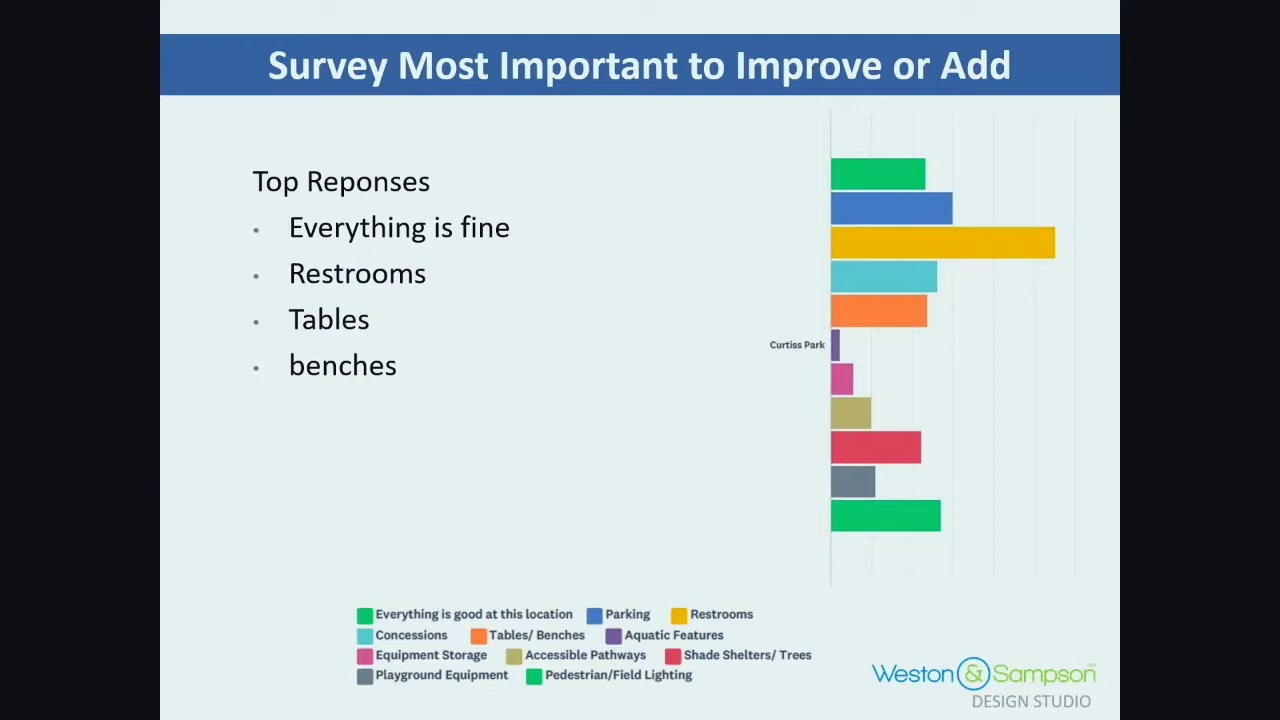 Survey Most Important to Improve or Add
Top Reponses
• Everything is fine
• Restrooms
• Tables
• benches
Curtiss Park
Everything is good at this location Parking Restrooms
Concessions Tables/ Benches Aquatic Features
Equipment Storage Accessible Pathways Shade Shelters/ Trees
Playground Equipment Pedestrian/Field Lighting
Weston & Sampson
DESIGN STUDIO